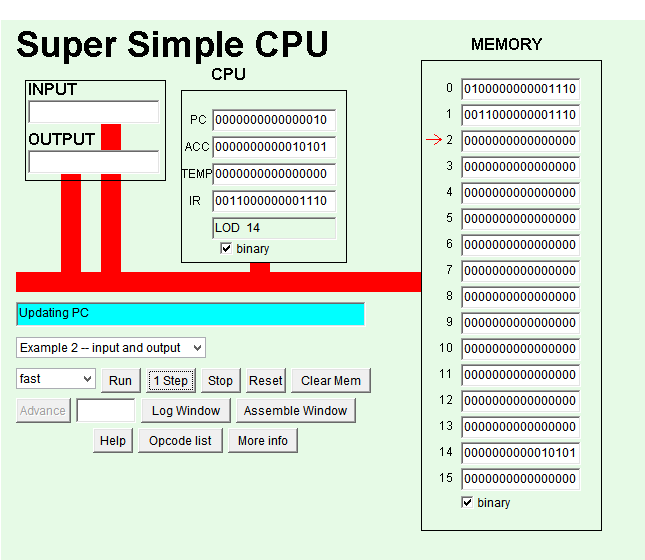 Super Simple CPU
MEMORY
CPU
INPUT
OUTPUT
PC 0000000000000010
ACC 0000000000010101
TEMP 0000000000000000
IR 0011000000001110
LOD 14
binary
Updating PC
Example 2 -- input and output
fast Run 1 Step Stop Reset Clear Mem
Advance Log Window Assemble Window
Help Opcode list More info
0 0100000000001110
1 0011000000001110
2 0000000000000000
3 0000000000000000
4 0000000000000000
5 0000000000000000
6 0000000000000000
7 0000000000000000
8 0000000000000000
9 0000000000000000
10 0000000000000000
11 0000000000000000
12 0000000000000000
13 0000000000000000
14 0000000000010101
15 0000000000000000
binary